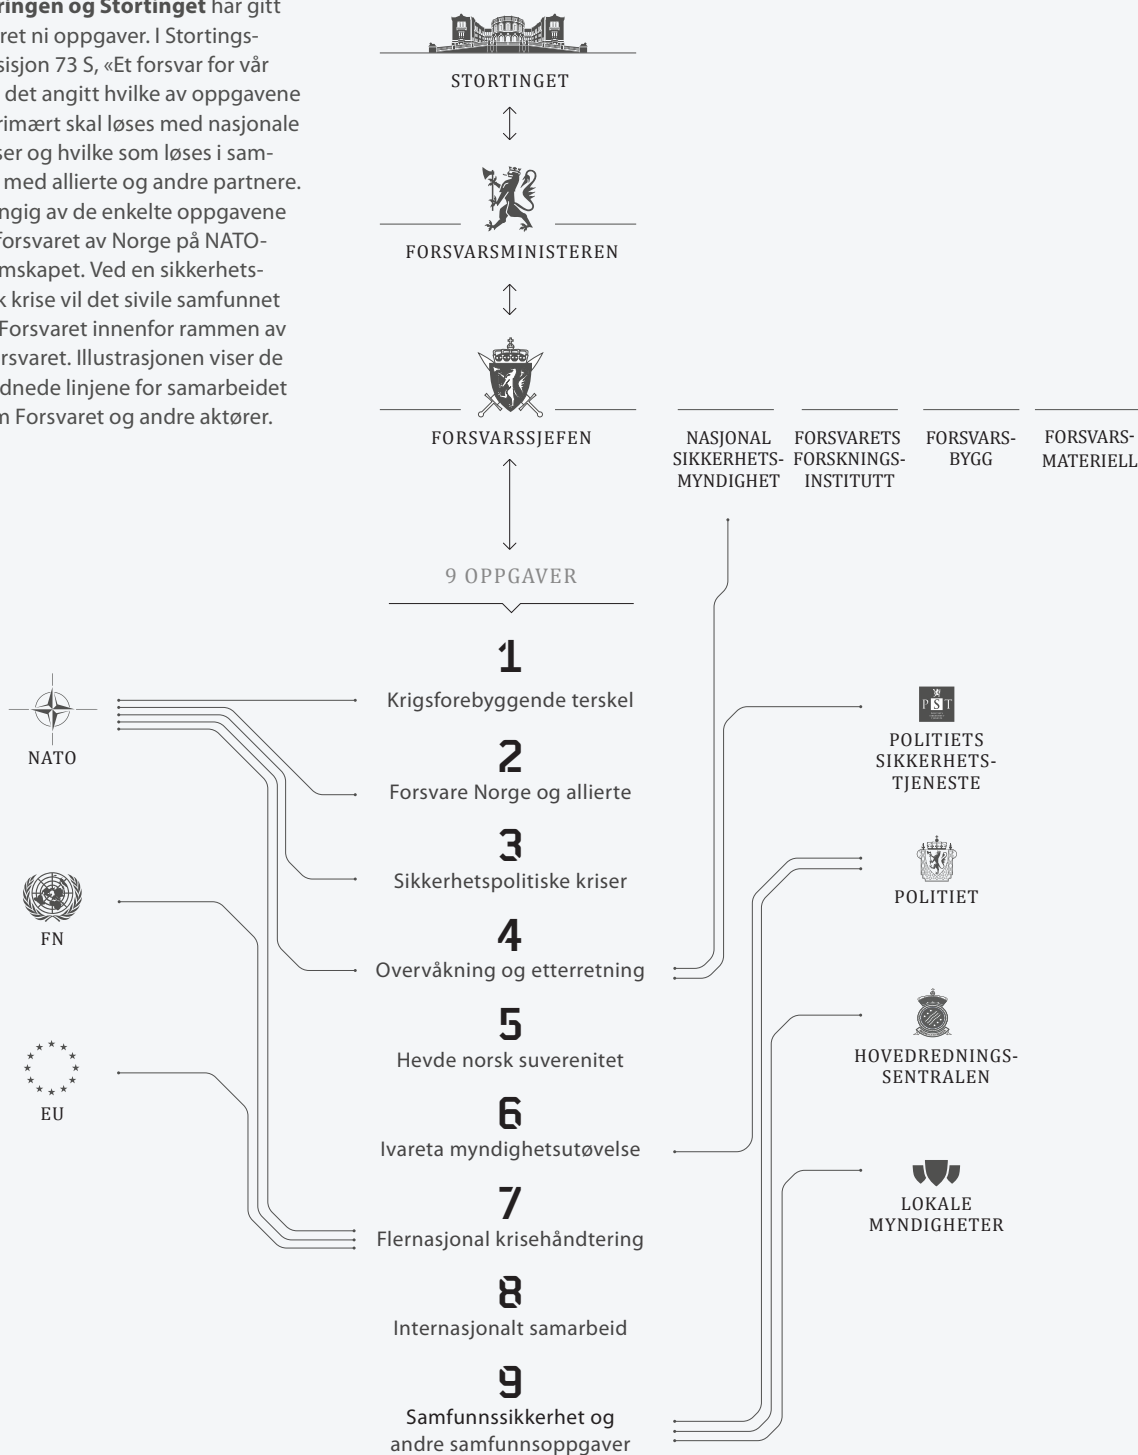 ringen og Stortinget har gitt
ret ni oppgaver. I Stortings-
sisjon 73 S, «Et forsvar for vår
det angitt hvilke av oppgavene
rimært skal løses med nasjonale
ser og hvilke som løses i sam-
med allierte og andre partnere.
ngig av de enkelte oppgavene
forsvaret av Norge på NATO-
mskapet. Ved en sikkerhets-
k krise vil det sivile samfunnet
Forsvaret innenfor rammen av
rsvaret. Illustrasjonen viser de
dnede linjene for samarbeidet
m Forsvaret og andre aktører.
STORTINGET
FORSVARSMINISTEREN
FORSVARSSJEFEN
NASJONAL
SIKKERHETS-
MYNDIGHET
FORSVARETS
FORSKNINGS-
INSTITUTT
FORSVARS-
BYGG
FORSVARS-
MATERIELL
9 OPPGAVER
1
Krigsforebyggende terskel
2
Forsvare Norge og allierte
3
Sikkerhetspolitiske kriser
4
Overvåkning og etterretning
5
Hevde norsk suverenitet
6
Ivareta myndighetsutøvelse
7
Flernasjonal krisehåndtering
8
Internasjonalt samarbeid
9
Samfunnssikkerhet og
andre samfunnsoppgaver
NATO
FN
EU
PST
POLITIETS
SIKKERHETS-
TJENESTE
POLITIET
HOVEDREDNINGS-
SENTRALEN
LOKALE
MYNDIGHETER